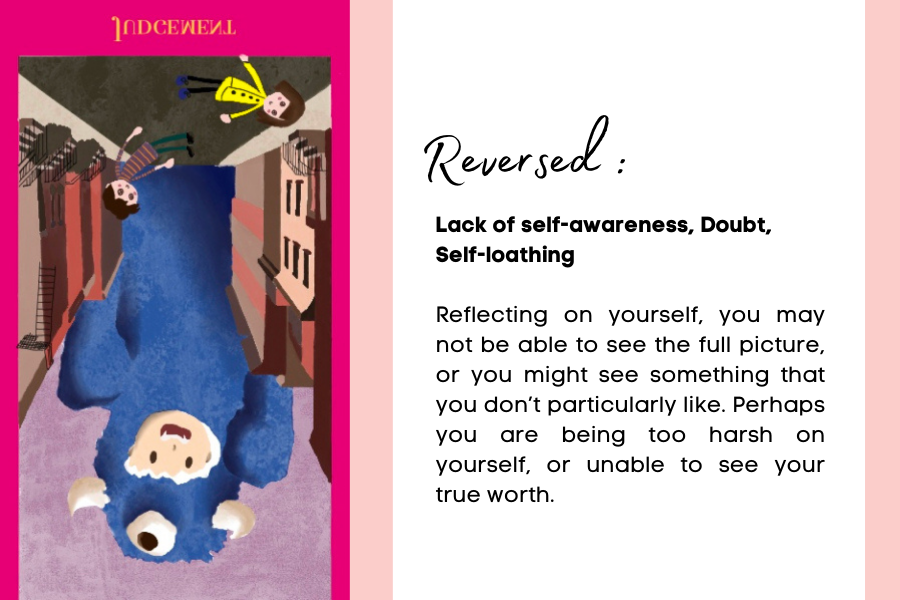 JUDGEMENT
Reversed :
Lack of self-awareness, Doubt,
Self-loathing
Reflecting on yourself, you may
not be able to see the full picture,
or you might see something that
you don’t particularly like. Perhaps
you are being too harsh on
yourself, or unable to see your
true worth.